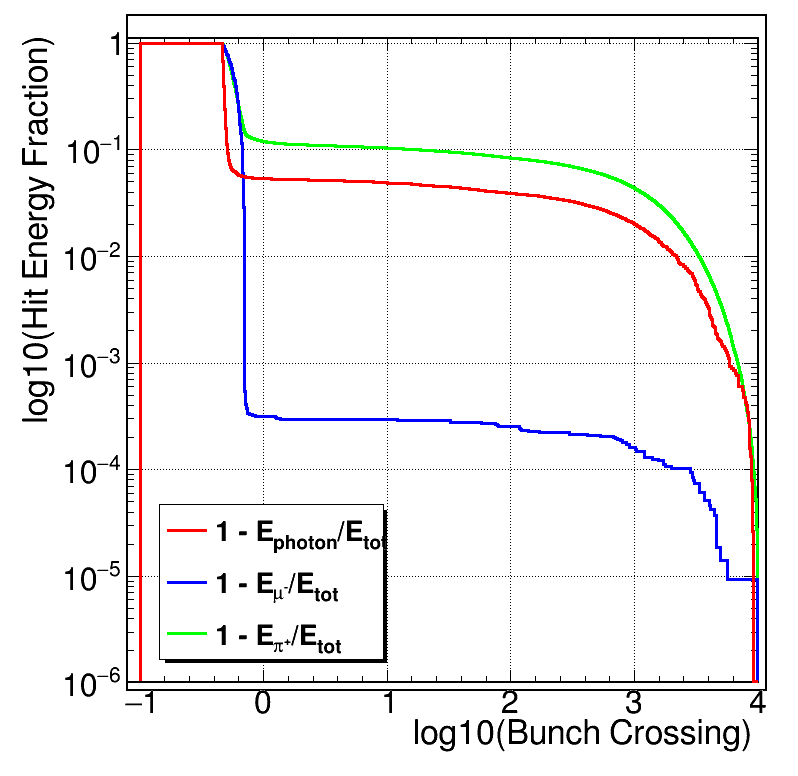 log10(Hit Energy Fraction)
1
10⁻¹
10⁻²
10⁻³
10⁻⁴
10⁻⁵
10⁻⁶
1 - E_photon/E_tot
1 - E_μ⁻/E_tot
1 - E_π⁺/E_tot
−1 0 1 2 3 4
log10(Bunch Crossing)